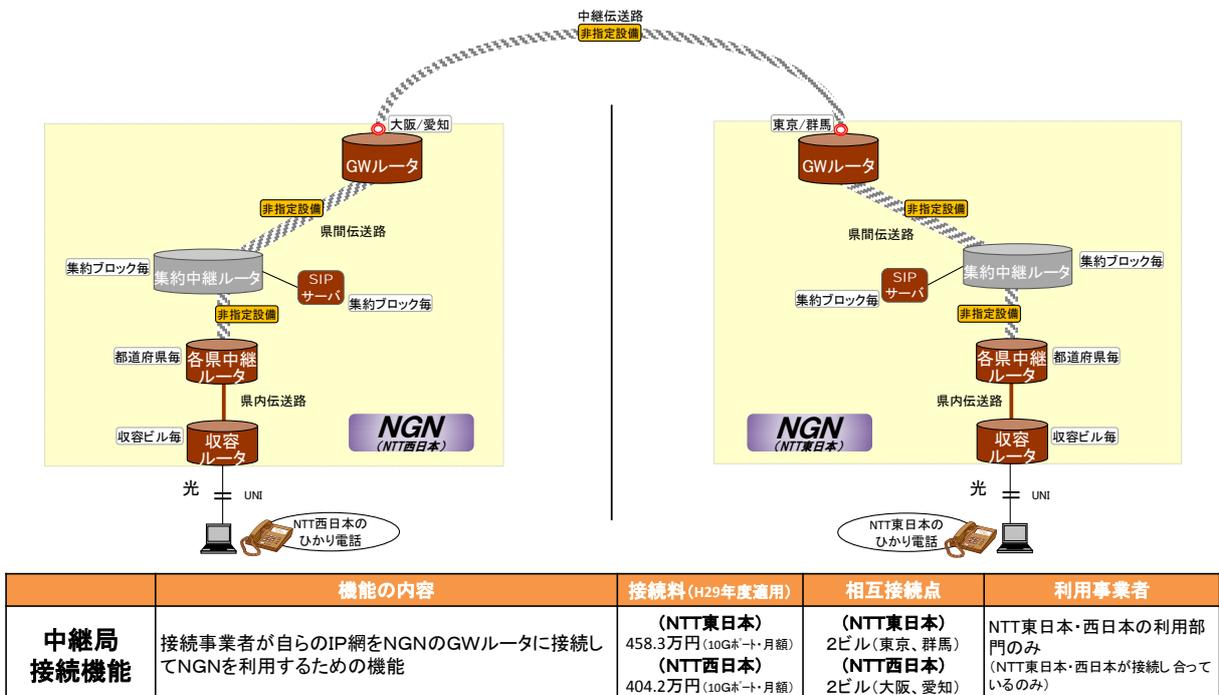 中継伝送路
非指定設備
大阪/愛知
GWルータ
非指定設備
県間伝送路
集約ブロック毎
集約中継ルータ
SIP
サーバ
集約ブロック毎
非指定設備
都道府県毎
各県中継
ルータ
県内伝送路
収容ビル毎
収容
ルータ
NGN
(NTT西日本)
光
UNI
NTT西日本の
ひかり電話
東京/群馬
GWルータ
非指定設備
県間伝送路
集約中継ルータ
集約ブロック毎
SIP
サーバ
集約ブロック毎
非指定設備
各県中継
ルータ
都道府県毎
県内伝送路
収容
ルータ
収容ビル毎
NGN
(NTT東日本)
光
UNI
NTT東日本の
ひかり電話
機能の内容
接続料(H29年度適用)
相互接続点
利用事業者
中継局
接続機能
接続事業者が自らのIP網をNGNのGWルータに接続し
てNGNを利用するための機能
(NTT東日本)
458.3万円(10Gポート・月額)
(NTT西日本)
404.2万円(10Gポート・月額)
(NTT東日本)
2ビル(東京、群馬)
(NTT西日本)
2ビル(大阪、愛知)
NTT東日本・西日本の利用部
門のみ
(NTT東日本・西日本が接続し合って
いるのみ)